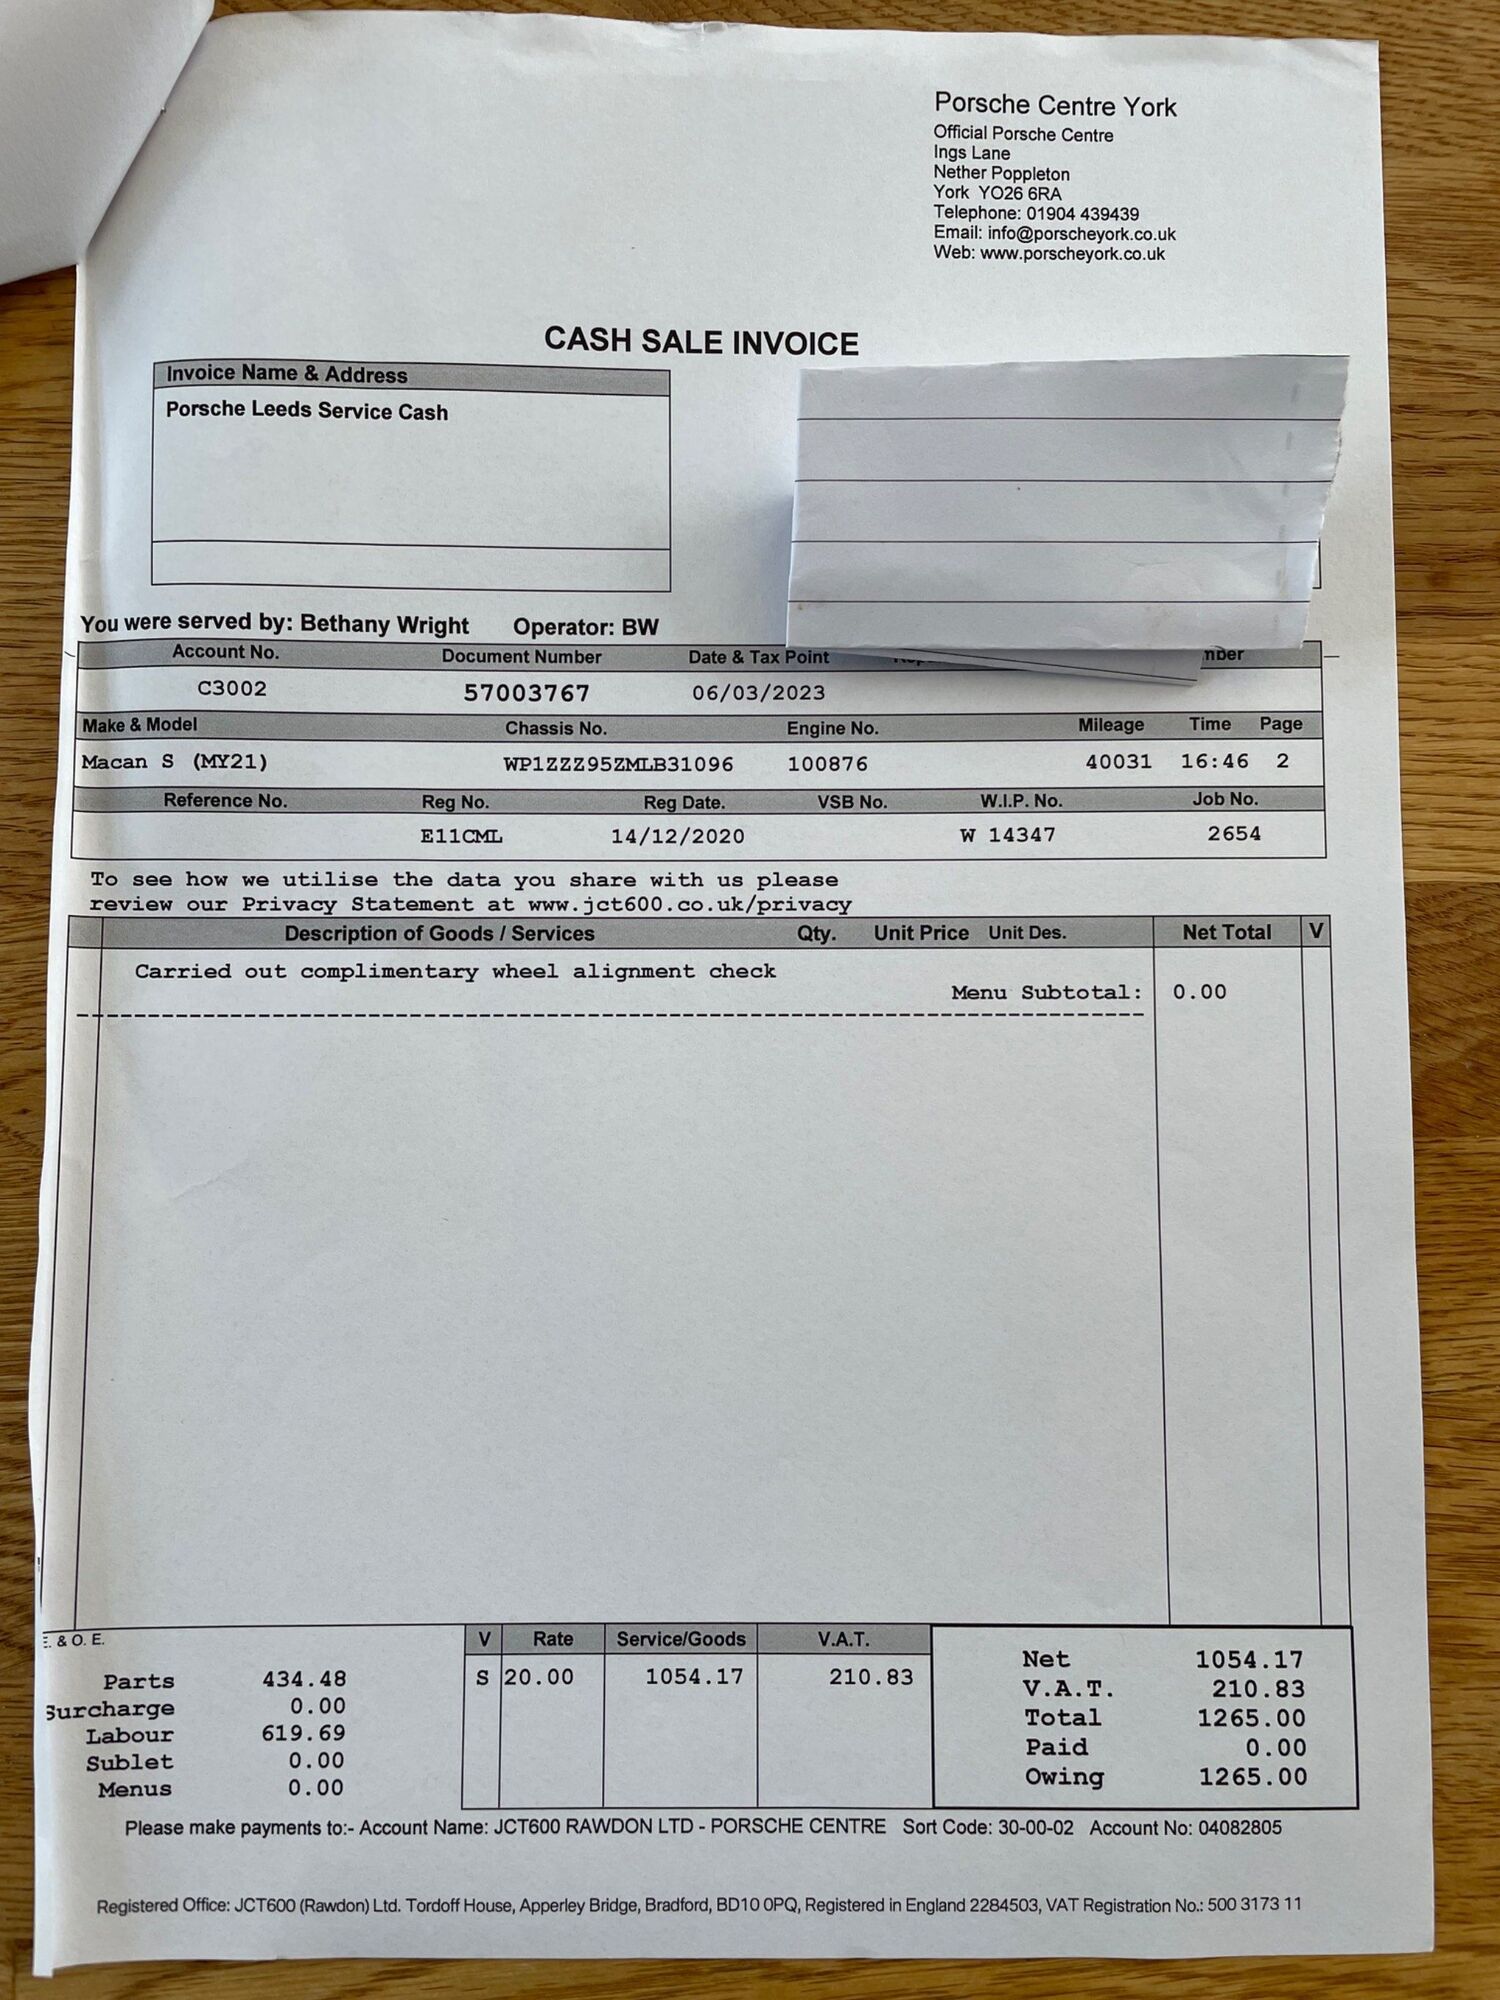 Porsche Centre York
Official Porsche Centre
Ings Lane
Nether Poppleton
York YO26 6RA
Telephone: 01904 439439
Email: info@porscheyork.co.uk
Web: www.porscheyork.co.uk
CASH SALE INVOICE
Invoice Name & Address
Porsche Leeds Service Cash
You were served by: Bethany Wright Operator: BW
Account No. Document Number Date & Tax Point
C3002 57003767 06/03/2023
Make & Model Chassis No. Engine No. Mileage Time Page
Macan S (MY21) WP1ZZZ95ZMLB31096 100876 40031 16:46 2
Reference No. Reg No. Reg Date. VSB No. W.I.P. No. Job No.
E11CML 14/12/2020 W 14347 2654
To see how we utilise the data you share with us please
review our Privacy Statement at www.jct600.co.uk/privacy
Description of Goods / Services Qty. Unit Price Unit Des. Net Total V
Carried out complimentary wheel alignment check
Menu Subtotal: 0.00
E. & O. E.
V Rate Service/Goods V.A.T.
S 20.00 1054.17 210.83
Parts 434.48
Surcharge 0.00
Labour 619.69
Sublet 0.00
Menus 0.00
Net 1054.17
V.A.T. 210.83
Total 1265.00
Paid 0.00
Owing 1265.00
Please make payments to:- Account Name: JCT600 RAWDON LTD - PORSCHE CENTRE Sort Code: 30-00-02 Account No: 04082805
Registered Office: JCT600 (Rawdon) Ltd. Tordoff House, Apperley Bridge, Bradford, BD10 0PQ, Registered in England 2284503, VAT Registration No.: 500 3173 11